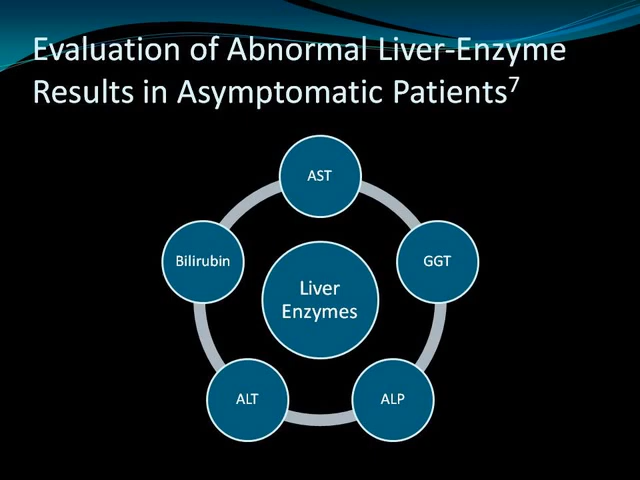 Evaluation of Abnormal Liver-Enzyme
Results in Asymptomatic Patients⁷
AST
Bilirubin
GGT
Liver
Enzymes
ALT
ALP